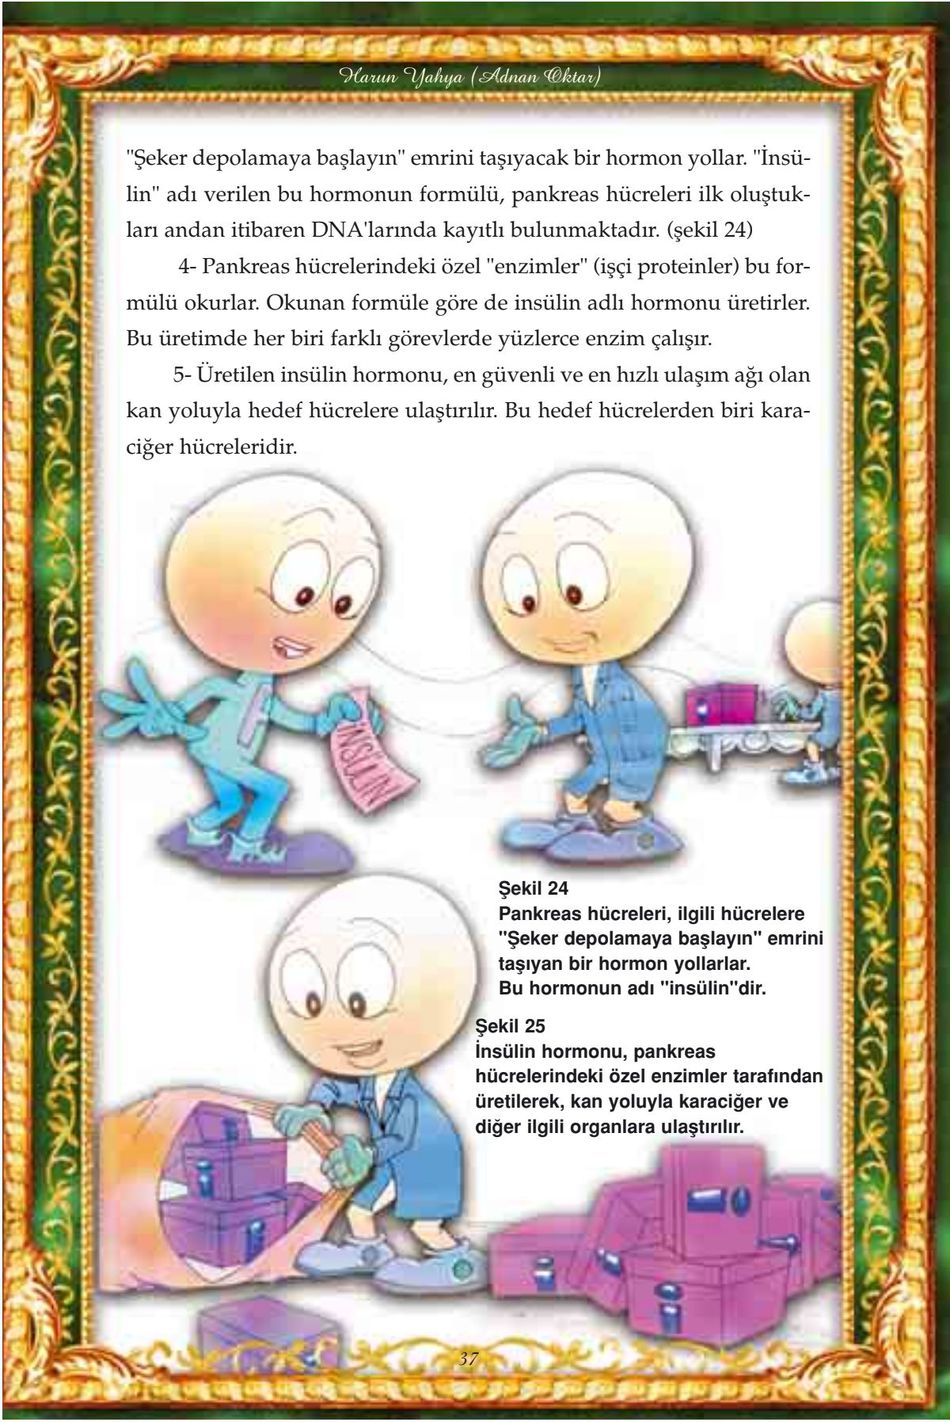 Harun Yahya (Adnan Oktar)
"Şeker depolamaya başlayın" emrini taşıyacak bir hormon yollar. "İnsü-
lin" adı verilen bu hormonun formülü, pankreas hücreleri ilk oluştuk-
ları andan itibaren DNA'larında kayıtlı bulunmaktadır. (şekil 24)
4- Pankreas hücrelerindeki özel "enzimler" (işçi proteinler) bu for-
mülü okurlar. Okunan formüle göre de insülin adlı hormonu üretirler.
Bu üretimde her biri farklı görevlerde yüzlerce enzim çalışır.
5- Üretilen insülin hormonu, en güvenli ve en hızlı ulaşım ağı olan
kan yoluyla hedef hücrelere ulaştırılır. Bu hedef hücrelerden biri kara-
ciğer hücreleridir.
INSULIN
Şekil 24
Pankreas hücreleri, ilgili hücrelere
"Şeker depolamaya başlayın" emrini
taşıyan bir hormon yollarlar.
Bu hormonun adı "insülin"dir.
Şekil 25
İnsülin hormonu, pankreas
hücrelerindeki özel enzimler tarafından
üretilerek, kan yoluyla karaciğer ve
diğer ilgili organlara ulaştırılır.
37